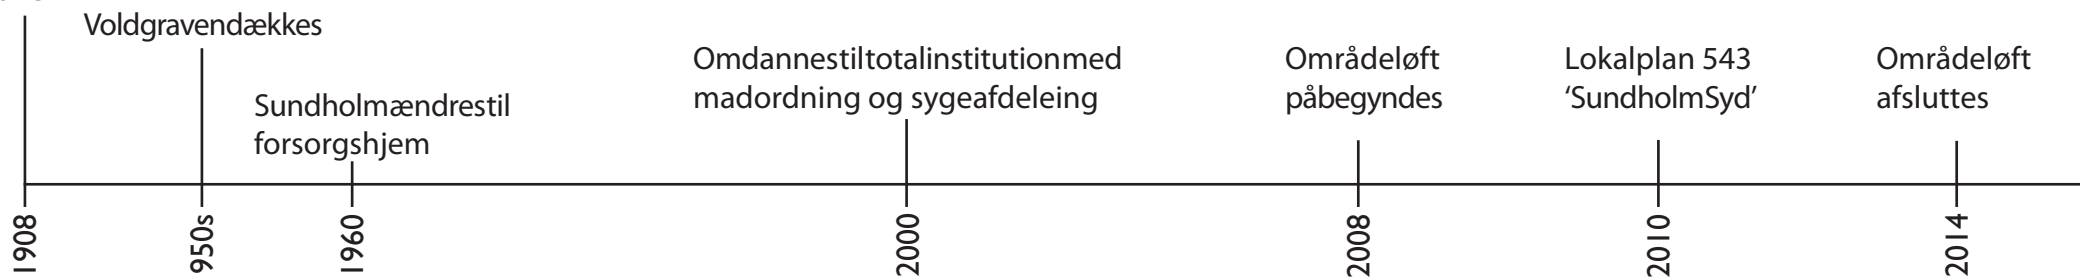 Voldgravendækkes
Sundholmændrestil
forsorgshjem
Omdannestiltotalinstitutionmed
madordning og sygeafdeleing
Områdeløft
påbegyndes
Lokalplan 543
‘SundholmSyd’
Områdeløft
afsluttes
1908
950s
1960
2000
2008
2010
2014